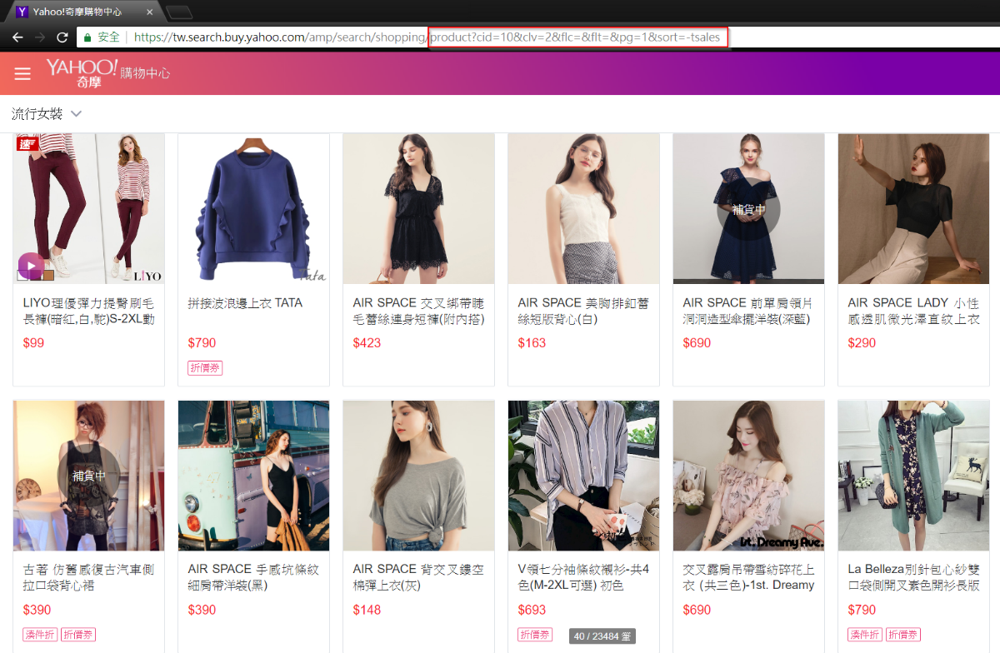 Yahoo!奇摩購物中心
安全
https://tw.search.buy.yahoo.com/amp/search/shopping/product?cid=10&clv=2&flc=&flt=&pg=1&sort=-tsales
YAHOO!
奇摩
購物中心
流行女裝
速
LIYO
Tata
補貨中
LIYO理優彈力提臀刷毛
長褲(暗紅,白,駝)S-2XL動
$99
拼接波浪邊上衣 TATA
$790
折價券
AIR SPACE 交叉綁帶睫
毛蕾絲連身短褲(附內搭)
$423
AIR SPACE 美胸排釦蕾
絲短版背心(白)
$163
AIR SPACE 前單肩領片
洞洞造型傘擺洋裝(深藍)
$690
AIR SPACE LADY 小性
感透肌微光澤直紋上衣
$290
補貨中
1st. Dreamy Ave.
古著 仿舊感復古汽車側
拉口袋背心裙
$390
湊件折 折價券
AIR SPACE 手感坑條紋
細肩帶洋裝(黑)
$390
AIR SPACE 背交叉鏤空
棉彈上衣(灰)
$148
V領七分袖條紋襯衫-共4
色(M-2XL可選) 初色
$693
折價券
40 / 23484 筆
交叉露肩吊帶雪紡碎花上
衣 (共三色)-1st. Dreamy
$690
La Belleza別針包心紗雙
口袋側開叉素色開衫長版
$790
湊件折 折價券